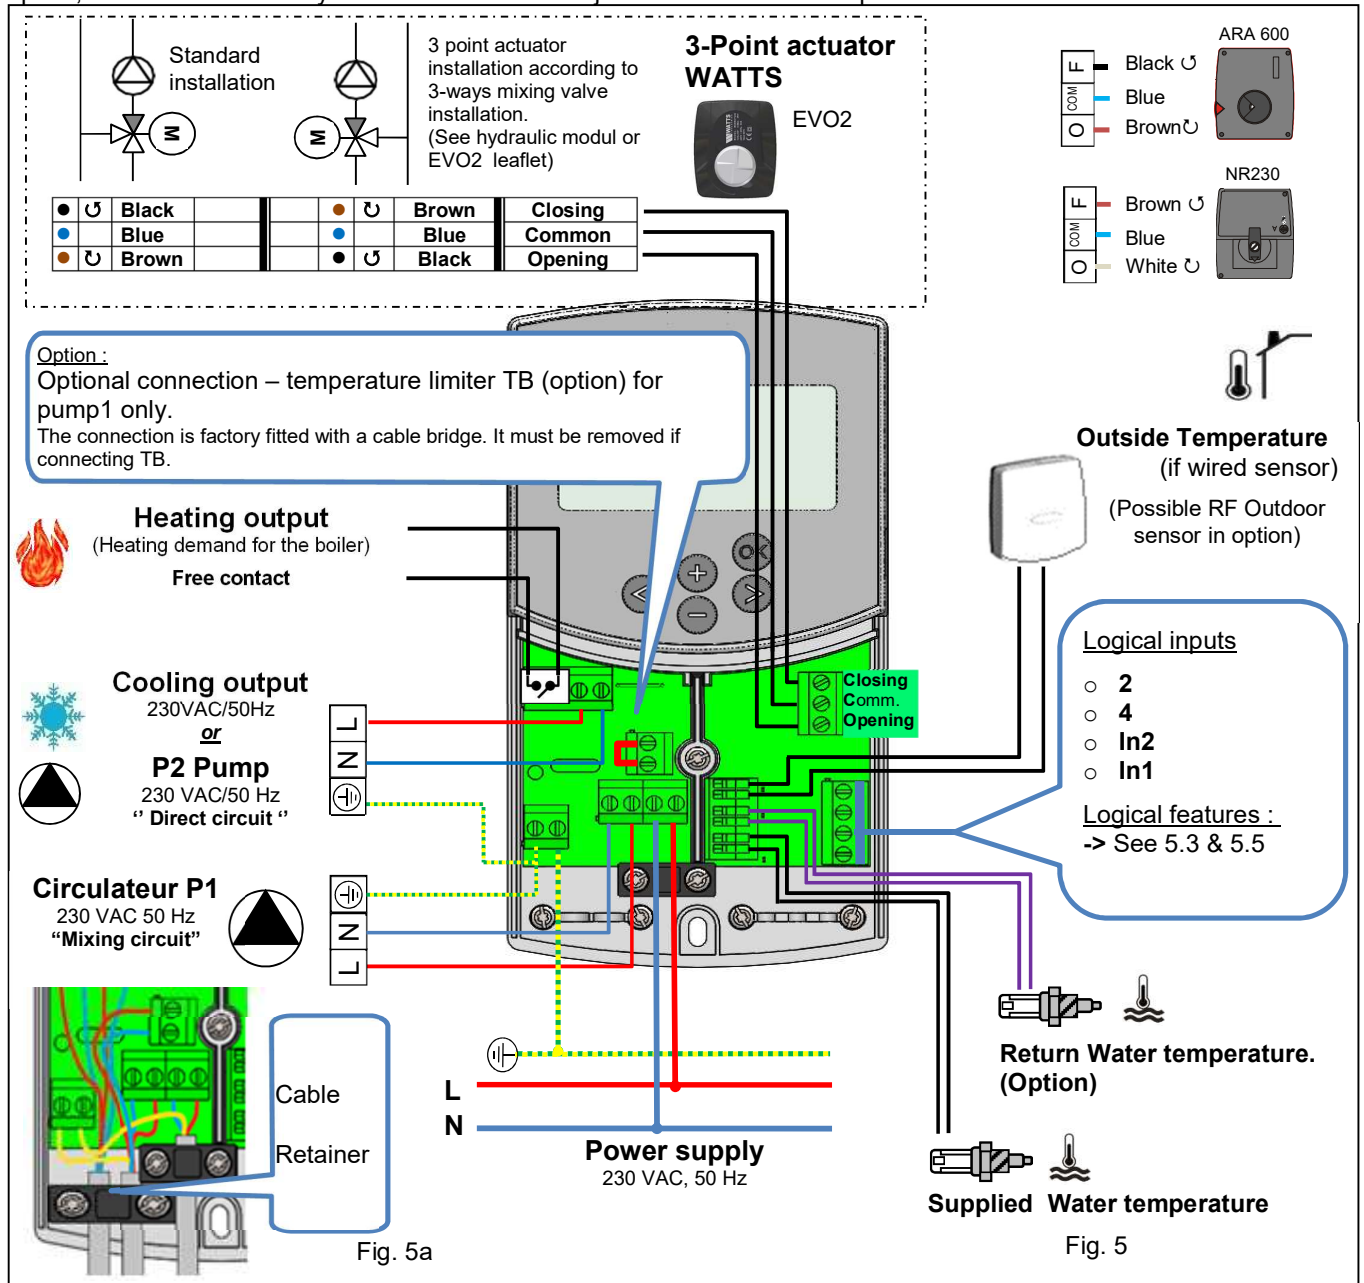 Standard
installation
3 point actuator
installation according to
3-ways mixing valve
installation.
(See hydraulic modul or
EVO2 leaflet)
3-Point actuator
WATTS
EVO2
WATTS
M
M
Black Brown Closing
Blue Blue Common
Brown Black Opening
ARA 600
F Black
COM Blue
O Brown
NR230
F Brown
COM Blue
O White
Option :
Optional connection – temperature limiter TB (option) for
pump1 only.
The connection is factory fitted with a cable bridge. It must be removed if
connecting TB.
Outside Temperature
(if wired sensor)
(Possible RF Outdoor
sensor in option)
Heating output
(Heating demand for the boiler)
Free contact
OK
Cooling output
230VAC/50Hz
or
P2 Pump
230 VAC/50 Hz
‘’ Direct circuit ‘’
L
N
Closing
Comm.
Opening
Logical inputs
○ 2
○ 4
○ In2
○ In1
Logical features :
-> See 5.3 & 5.5
Circulateur P1
230 VAC 50 Hz
“Mixing circuit”
N
L
Cable
Retainer
Fig. 5a
L
N
Power supply
230 VAC, 50 Hz
Return Water temperature.
(Option)
Supplied Water temperature
Fig. 5